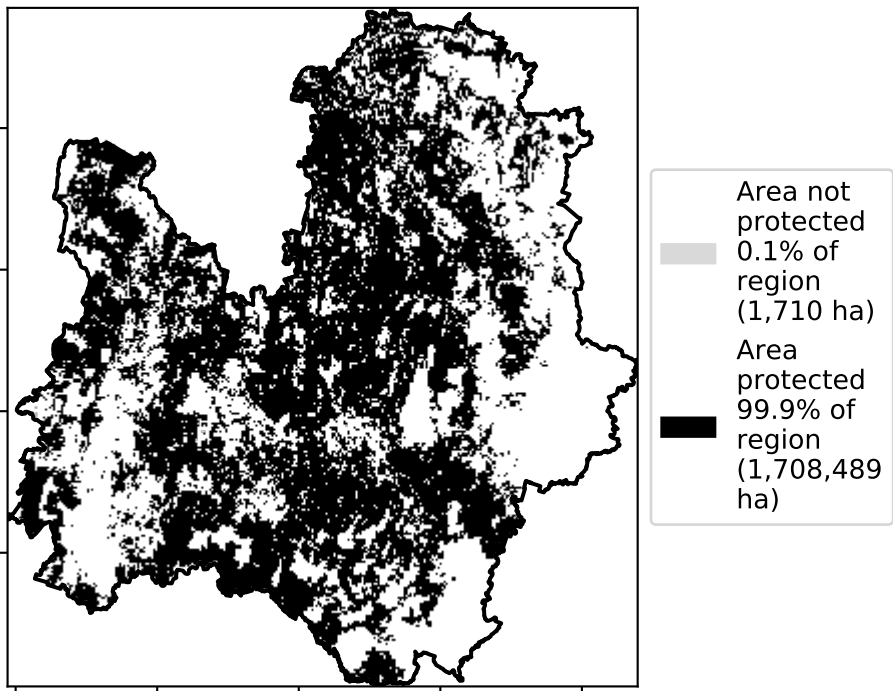 Area not
protected
0.1% of
region
(1,710 ha)
Area
protected
99.9% of
region
(1,708,489
ha)